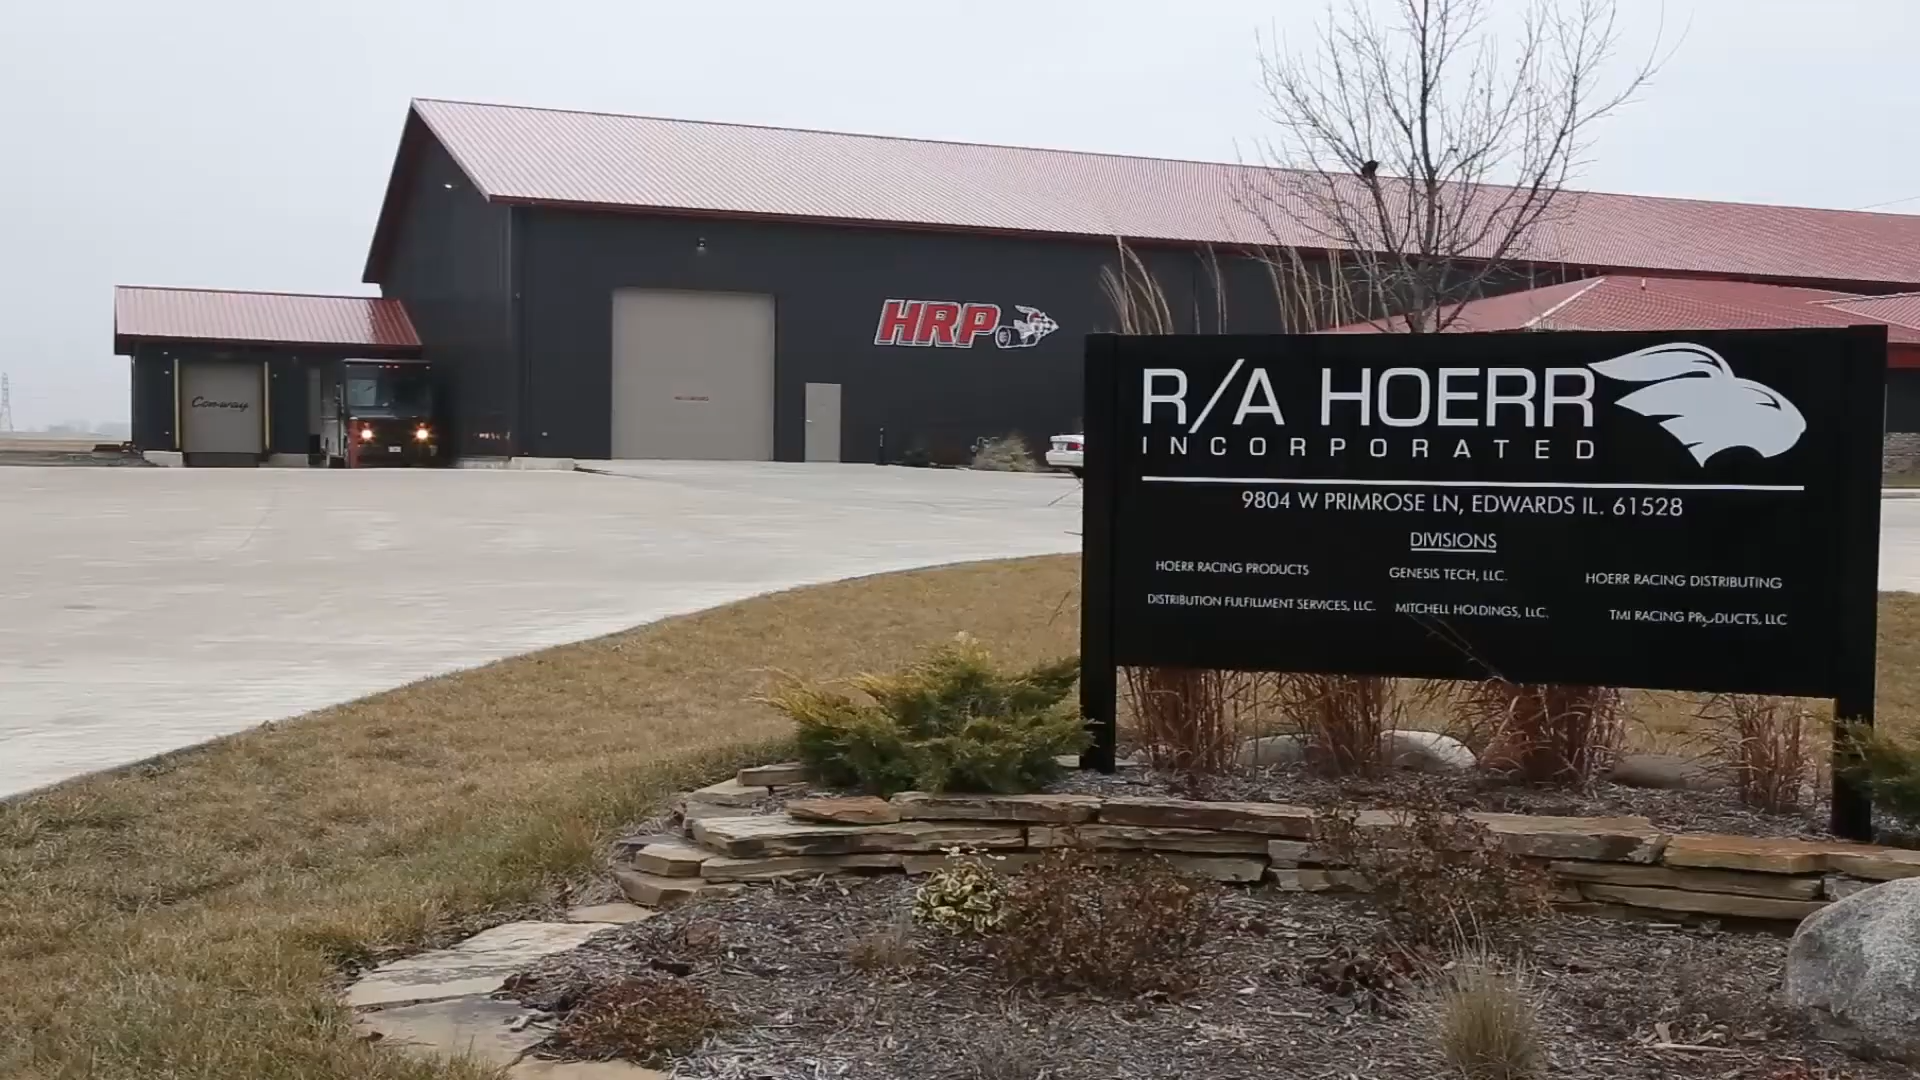 HRP
Con-way
R/A HOERR
INCORPORATED
9804 W PRIMROSE LN, EDWARDS IL. 61528
DIVISIONS
HOERR RACING PRODUCTS GENESIS TECH, LLC. HOERR RACING DISTRIBUTING
DISTRIBUTION FULFILLMENT SERVICES, LLC. MITCHELL HOLDINGS, LLC. TMI RACING PRODUCTS, LLC